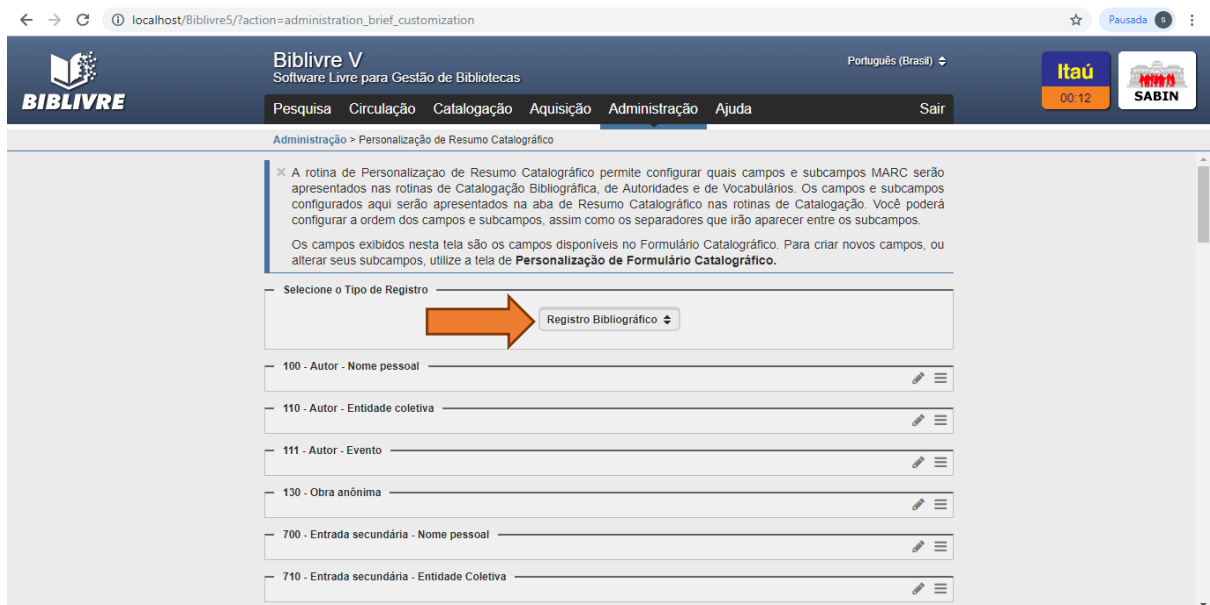 localhost/Biblivre5/?action=administration_brief_customization
Pausada s
BIBLIVRE
Biblivre V
Software Livre para Gestão de Bibliotecas
Português (Brasil)
Itaú
00:12
SABIN
Pesquisa Circulação Catalogação Aquisição Administração Ajuda Sair
Administração > Personalização de Resumo Catalográfico
A rotina de Personalizaçao de Resumo Catalográfico permite configurar quais campos e subcampos MARC serão
apresentados nas rotinas de Catalogação Bibliográfica, de Autoridades e de Vocabulários. Os campos e subcampos
configurados aqui serão apresentados na aba de Resumo Catalográfico nas rotinas de Catalogação. Você poderá
configurar a ordem dos campos e subcampos, assim como os separadores que irão aparecer entre os subcampos.
Os campos exibidos nesta tela são os campos disponíveis no Formulário Catalográfico. Para criar novos campos, ou
alterar seus subcampos, utilize a tela de Personalização de Formulário Catalográfico.
Selecione o Tipo de Registro
Registro Bibliográfico
100 - Autor - Nome pessoal
110 - Autor - Entidade coletiva
111 - Autor - Evento
130 - Obra anônima
700 - Entrada secundária - Nome pessoal
710 - Entrada secundária - Entidade Coletiva